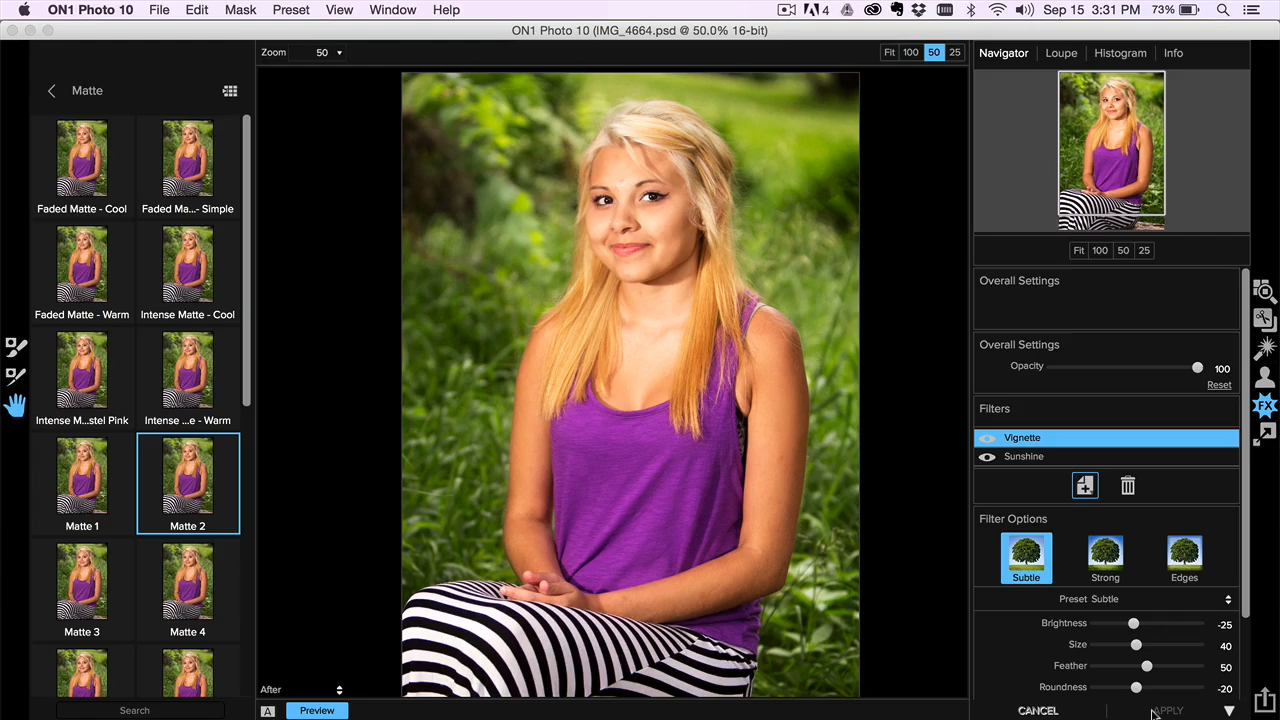 ON1 Photo 10 File Edit Mask Preset View Window Help 4 Sep 15 3:31 PM 73%
ON1 Photo 10 (IMG_4664.psd @ 50.0% 16-bit)
Zoom 50 Fit 100 50 25
Navigator Loupe Histogram Info
Matte
Faded Matte - Cool Faded Ma...- Simple
Faded Matte - Warm Intense Matte - Cool
Intense M...stel Pink Intense ...e - Warm
Matte 1 Matte 2
Matte 3 Matte 4
Search
After
A Preview
Fit 100 50 25
Overall Settings
Overall Settings
Opacity 100
Reset
Filters
Vignette
Sunshine
Filter Options
Subtle Strong Edges
Preset Subtle
Brightness -25
Size 40
Feather 50
Roundness -20
CANCEL APPLY
FX